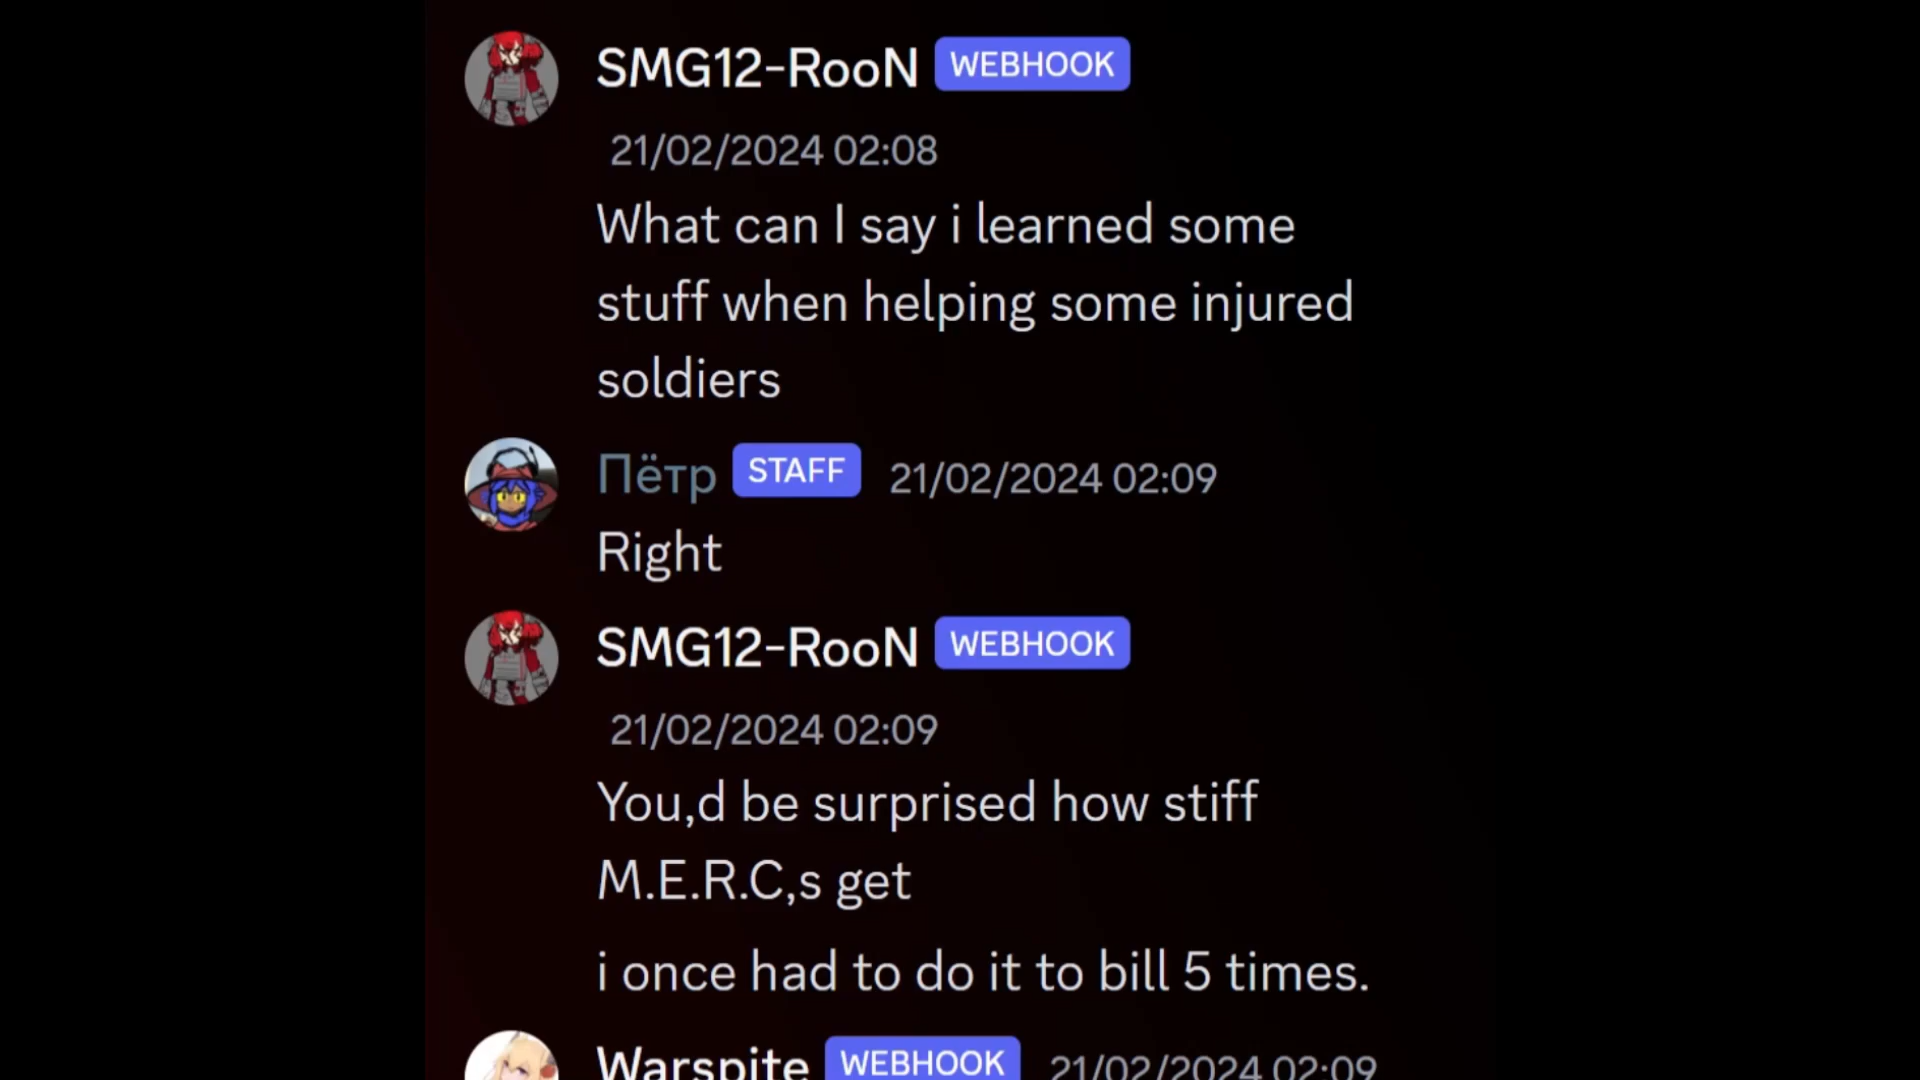 SMG12-RooN WEBHOOK
21/02/2024 02:08
What can I say i learned some
stuff when helping some injured
soldiers
Пётр STAFF 21/02/2024 02:09
Right
SMG12-RooN WEBHOOK
21/02/2024 02:09
You,d be surprised how stiff
M.E.R.C,s get
i once had to do it to bill 5 times.
Warspite WEBHOOK 21/02/2024 02:09